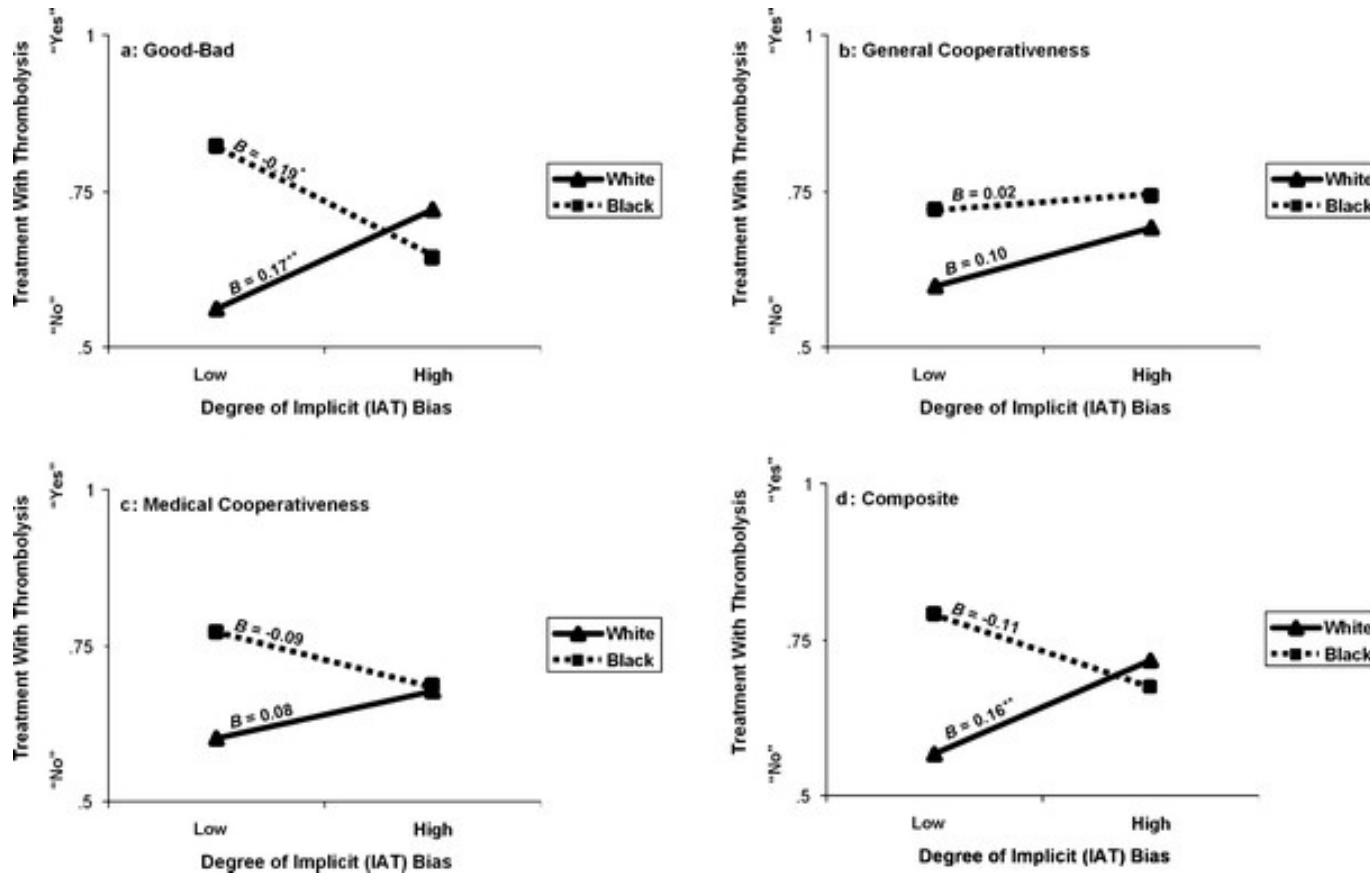 a: Good-Bad
Treatment With Thrombolysis
"Yes"
"No"
1
.75
.5
B = -0.19*
B = 0.17**
White
Black
Low
High
Degree of Implicit (IAT) Bias
b: General Cooperativeness
Treatment With Thrombolysis
"Yes"
"No"
1
.75
.5
B = 0.02
B = 0.10
White
Black
Low
High
Degree of Implicit (IAT) Bias
c: Medical Cooperativeness
Treatment With Thrombolysis
"Yes"
"No"
1
.75
.5
B = -0.09
B = 0.08
White
Black
Low
High
Degree of Implicit (IAT) Bias
d: Composite
Treatment With Thrombolysis
"Yes"
"No"
1
.75
.5
B = -0.11
B = 0.16**
White
Black
Low
High
Degree of Implicit (IAT) Bias